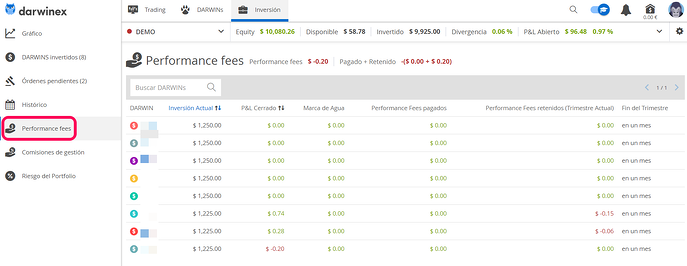 darwinex
Trading
DARWINs
Inversión
0.00 €
DEMO
Equity $ 10,080.26
Disponible $ 58.78
Invertido $ 9,925.00
Divergencia 0.06 %
P&L Abierto $ 96.48 0.97 %
Gráfico
DARWINS invertidos (8)
Órdenes pendientes (2)
Histórico
Performance fees
Comisiones de gestión
Riesgo del Portfolio
Performance fees
Performance fees $ -0.20
Pagado + Retenido -($ 0.00 + $ 0.20)
Buscar DARWINs
1 / 1
DARWIN Inversión Actual P&L Cerrado Marca de Agua Performance Fees pagados Performance Fees retenidos (Trimestre Actual) Fin del Trimestre
$ 1,250.00 $ 0.00 $ 0.00 $ 0.00 $ 0.00 en un mes
$ 1,250.00 $ 0.00 $ 0.00 $ 0.00 $ 0.00 en un mes
$ 1,250.00 $ 0.00 $ 0.00 $ 0.00 $ 0.00 en un mes
$ 1,250.00 $ 0.00 $ 0.00 $ 0.00 $ 0.00 en un mes
$ 1,250.00 $ 0.00 $ 0.00 $ 0.00 $ 0.00 en un mes
$ 1,225.00 $ 0.74 $ 0.00 $ 0.00 $ -0.15 en un mes
$ 1,225.00 $ 0.28 $ 0.00 $ 0.00 $ -0.06 en un mes
$ 1,225.00 $ -0.20 $ 0.00 $ 0.00 $ 0.00 en un mes